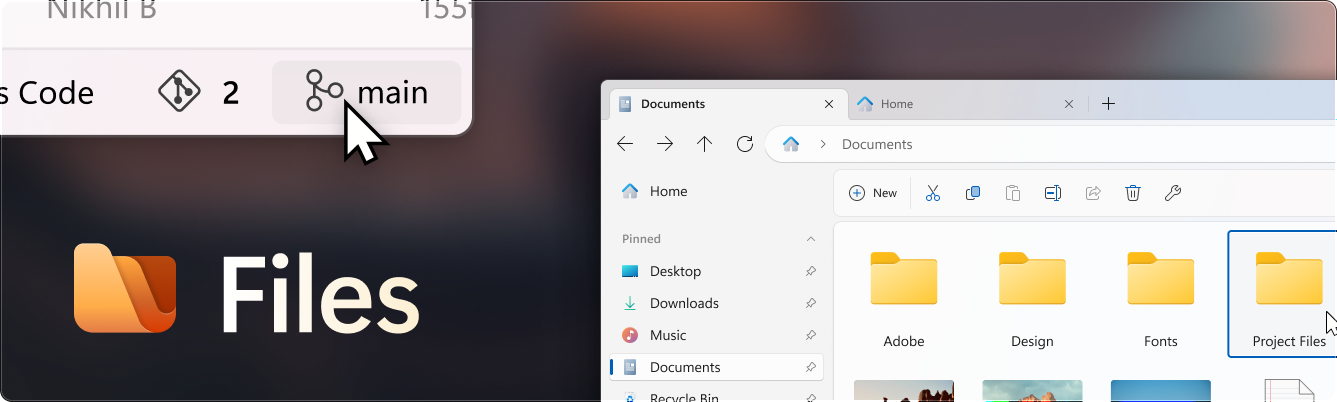 Nikhil B 155
s Code 2 main
Files
Documents Home
Documents
Home
New
Pinned
Desktop
Downloads
Music
Documents
Recycle Bin
Adobe Design Fonts Project Files